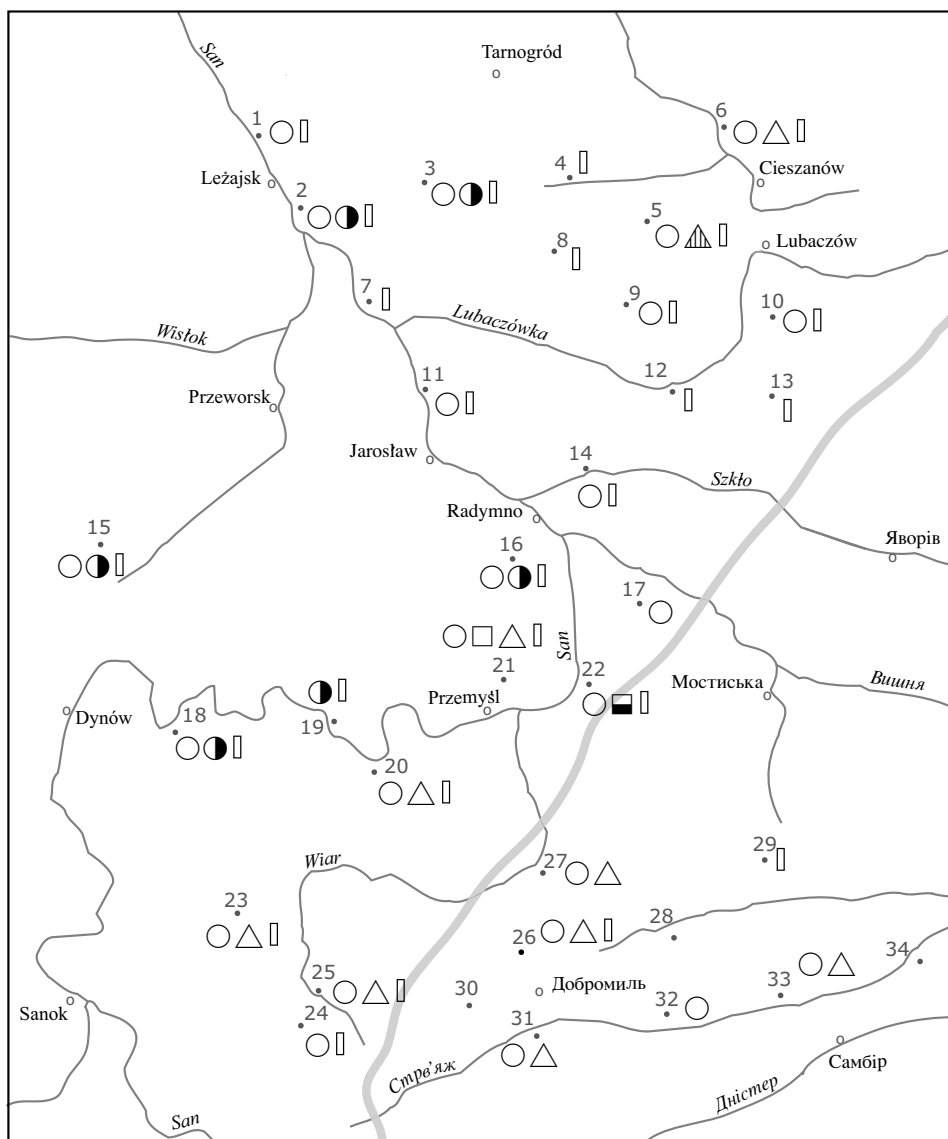 San
Tarnogród
6
1
4
Cieszanów
3
Leżajsk
2
5
8
Lubaczów
7
9
10
Lubaczówka
Wisłok
12
13
11
Przeworsk
Jarosław
14
Szkło
Radymno
15
16
Яворів
17
San
21
22
Мостиська
Вишня
Przemyśl
Dynów
18
19
20
29
Wiar
27
23
28
26
34
25
33
Добромиль
Sanok
30
32
24
31
Самбір
Стрв'яж
Дністер
San